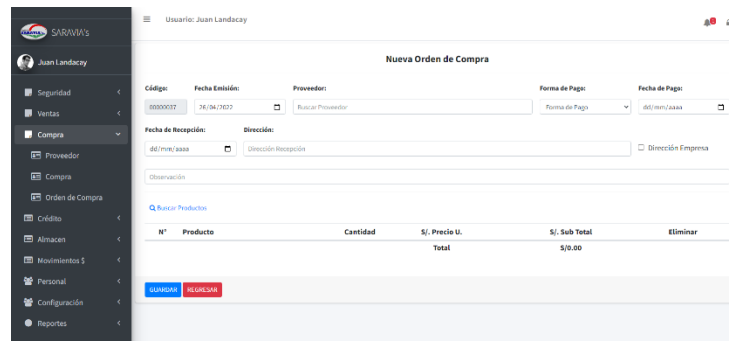 SARAVIA's
Usuario: Juan Landacay
Juan Landacay
Seguridad
Ventas
Compra
Proveedor
Compra
Orden de Compra
Crédito
Almacen
Movimientos $
Personal
Configuración
Reportes
Nueva Orden de Compra
Código: Fecha Emisión: Proveedor: Forma de Pago: Fecha de Pago:
00000037 28/04/2022 Buscar Proveedor Forma de Pago dd/mm/aaaa
Fecha de Recepción: Dirección:
dd/mm/aaaa Dirección Recepción Dirección Empresa
Observación
Buscar Productos
N° Producto Cantidad S/. Precio U. S/. Sub Total Eliminar
Total S/0.00
GUARDAR REGRESAR